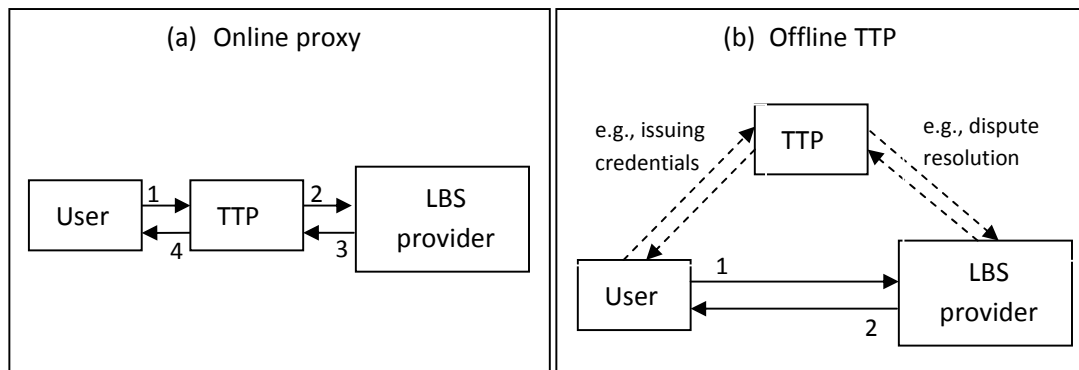 (a) Online proxy
User
1
4
TTP
2
3
LBS
provider
(b) Offline TTP
e.g., issuing
credentials
TTP
e.g., dispute
resolution
User
1
2
LBS
provider